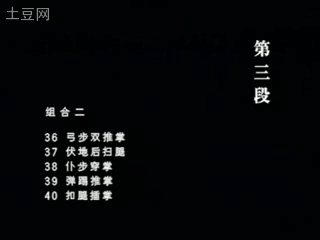 土豆网
第三段
组合二
36 弓步双推掌
37 伏地后扫腿
38 仆步穿掌
39 弹踢推掌
40 扣腿插掌